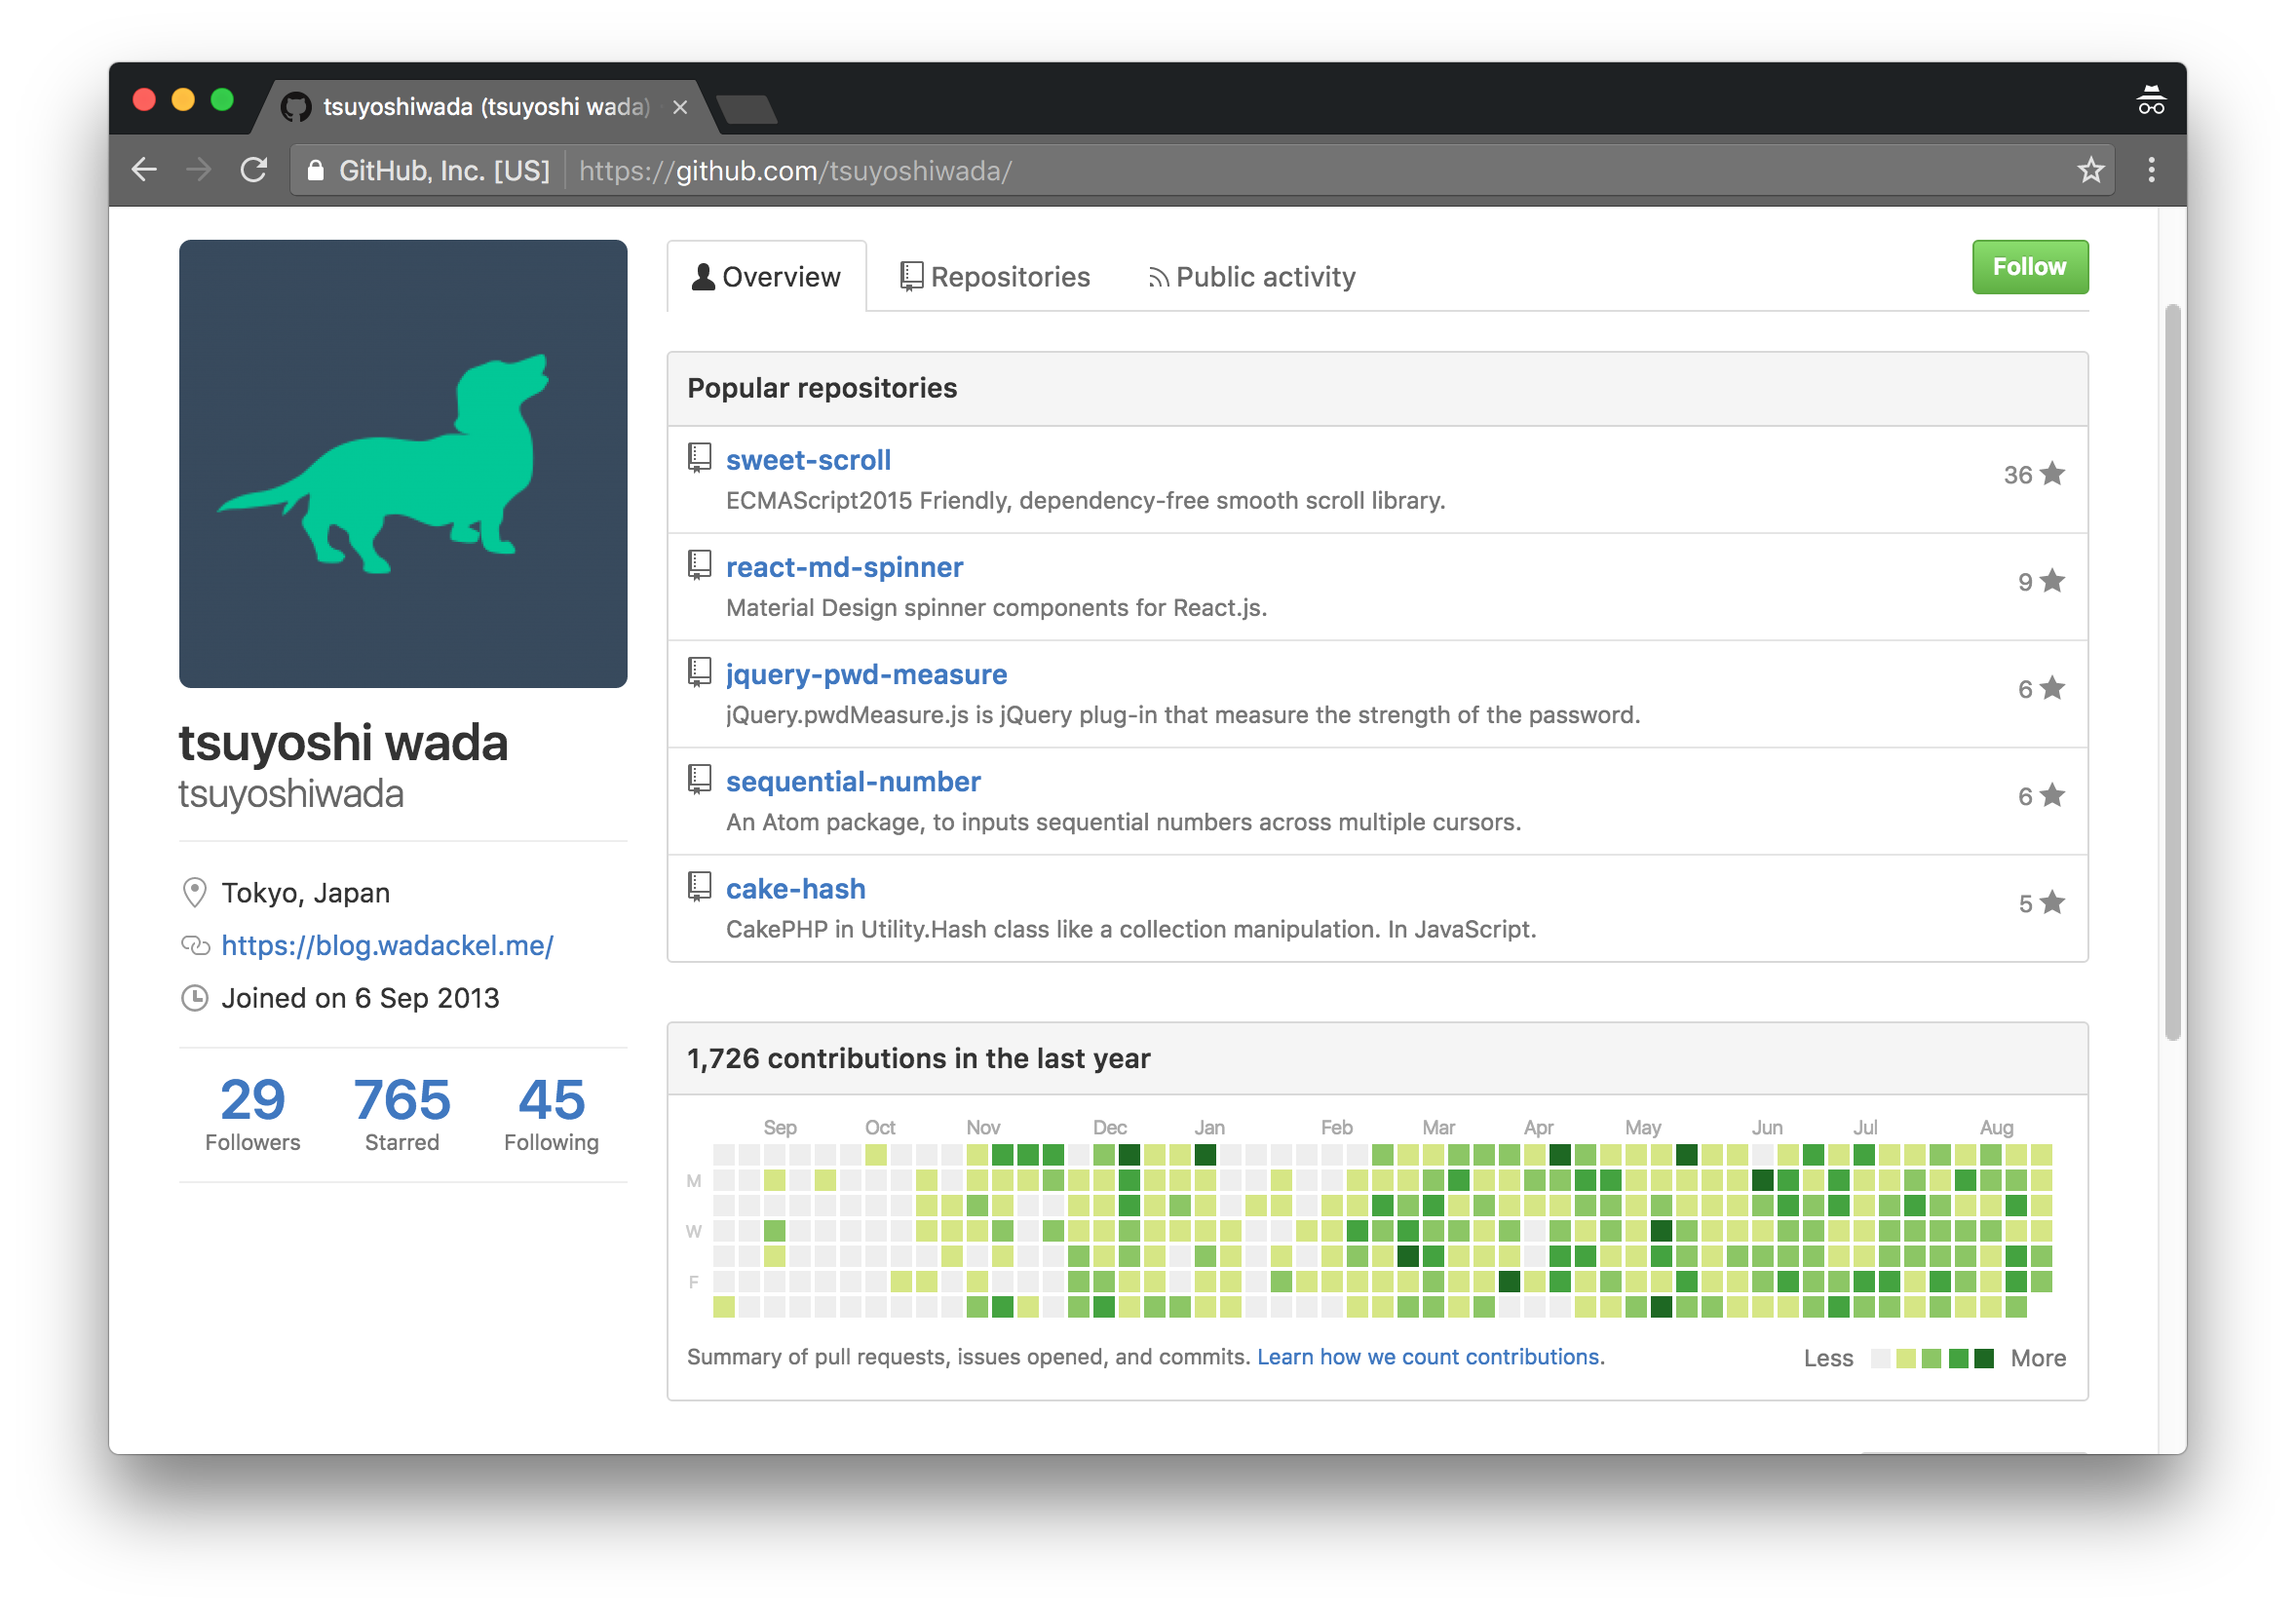 tsuyoshiwada (tsuyoshi wada)
GitHub, Inc. [US] https://github.com/tsuyoshiwada/
Overview
Repositories
Public activity
Follow
Popular repositories
sweet-scroll
ECMAScript2015 Friendly, dependency-free smooth scroll library.
36
react-md-spinner
Material Design spinner components for React.js.
9
jquery-pwd-measure
jQuery.pwdMeasure.js is jQuery plug-in that measure the strength of the password.
6
sequential-number
An Atom package, to inputs sequential numbers across multiple cursors.
6
cake-hash
CakePHP in Utility.Hash class like a collection manipulation. In JavaScript.
5
tsuyoshi wada
tsuyoshiwada
Tokyo, Japan
https://blog.wadackel.me/
Joined on 6 Sep 2013
29 765 45
Followers Starred Following
1,726 contributions in the last year
Sep Oct Nov Dec Jan Feb Mar Apr May Jun Jul Aug
M
W
F
Summary of pull requests, issues opened, and commits. Learn how we count contributions.
Less More